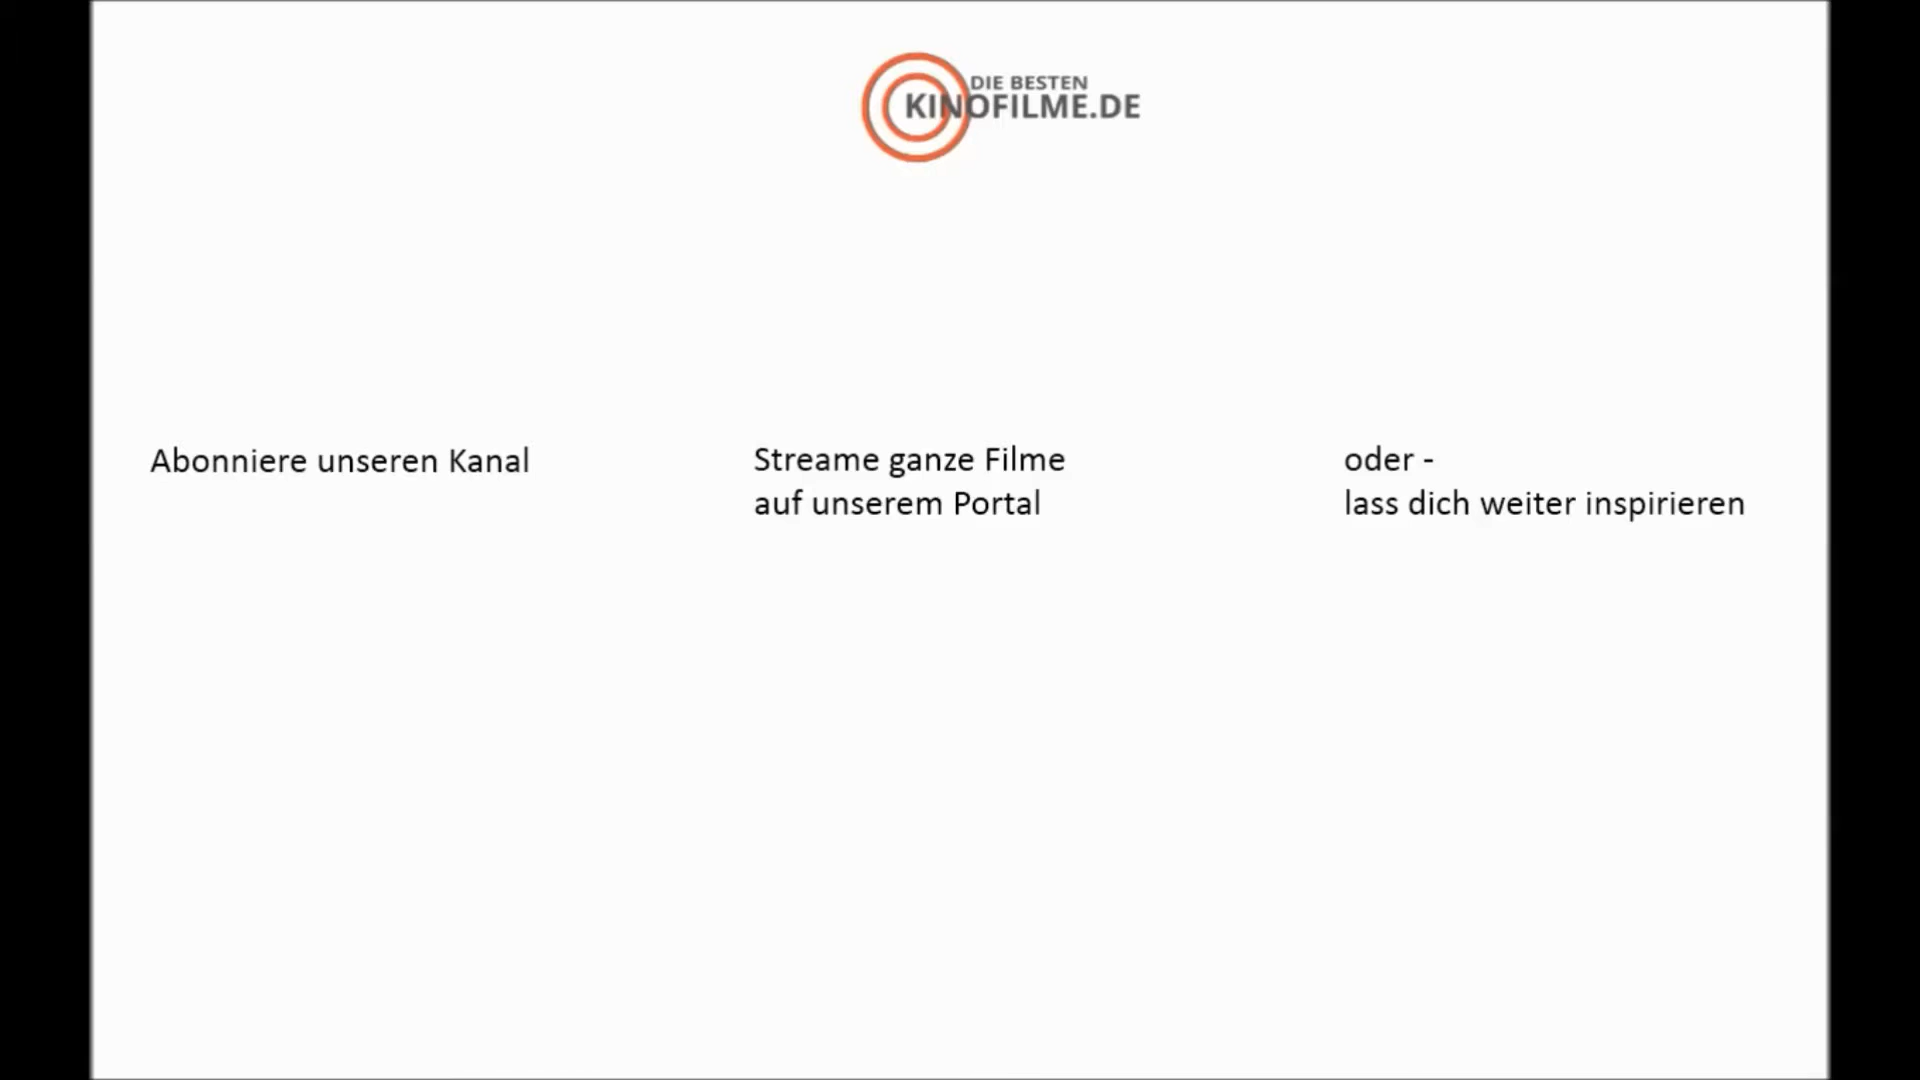 DIE BESTEN
KINOFILME.DE
Abonniere unseren Kanal
Streame ganze Filme
auf unserem Portal
oder -
lass dich weiter inspirieren